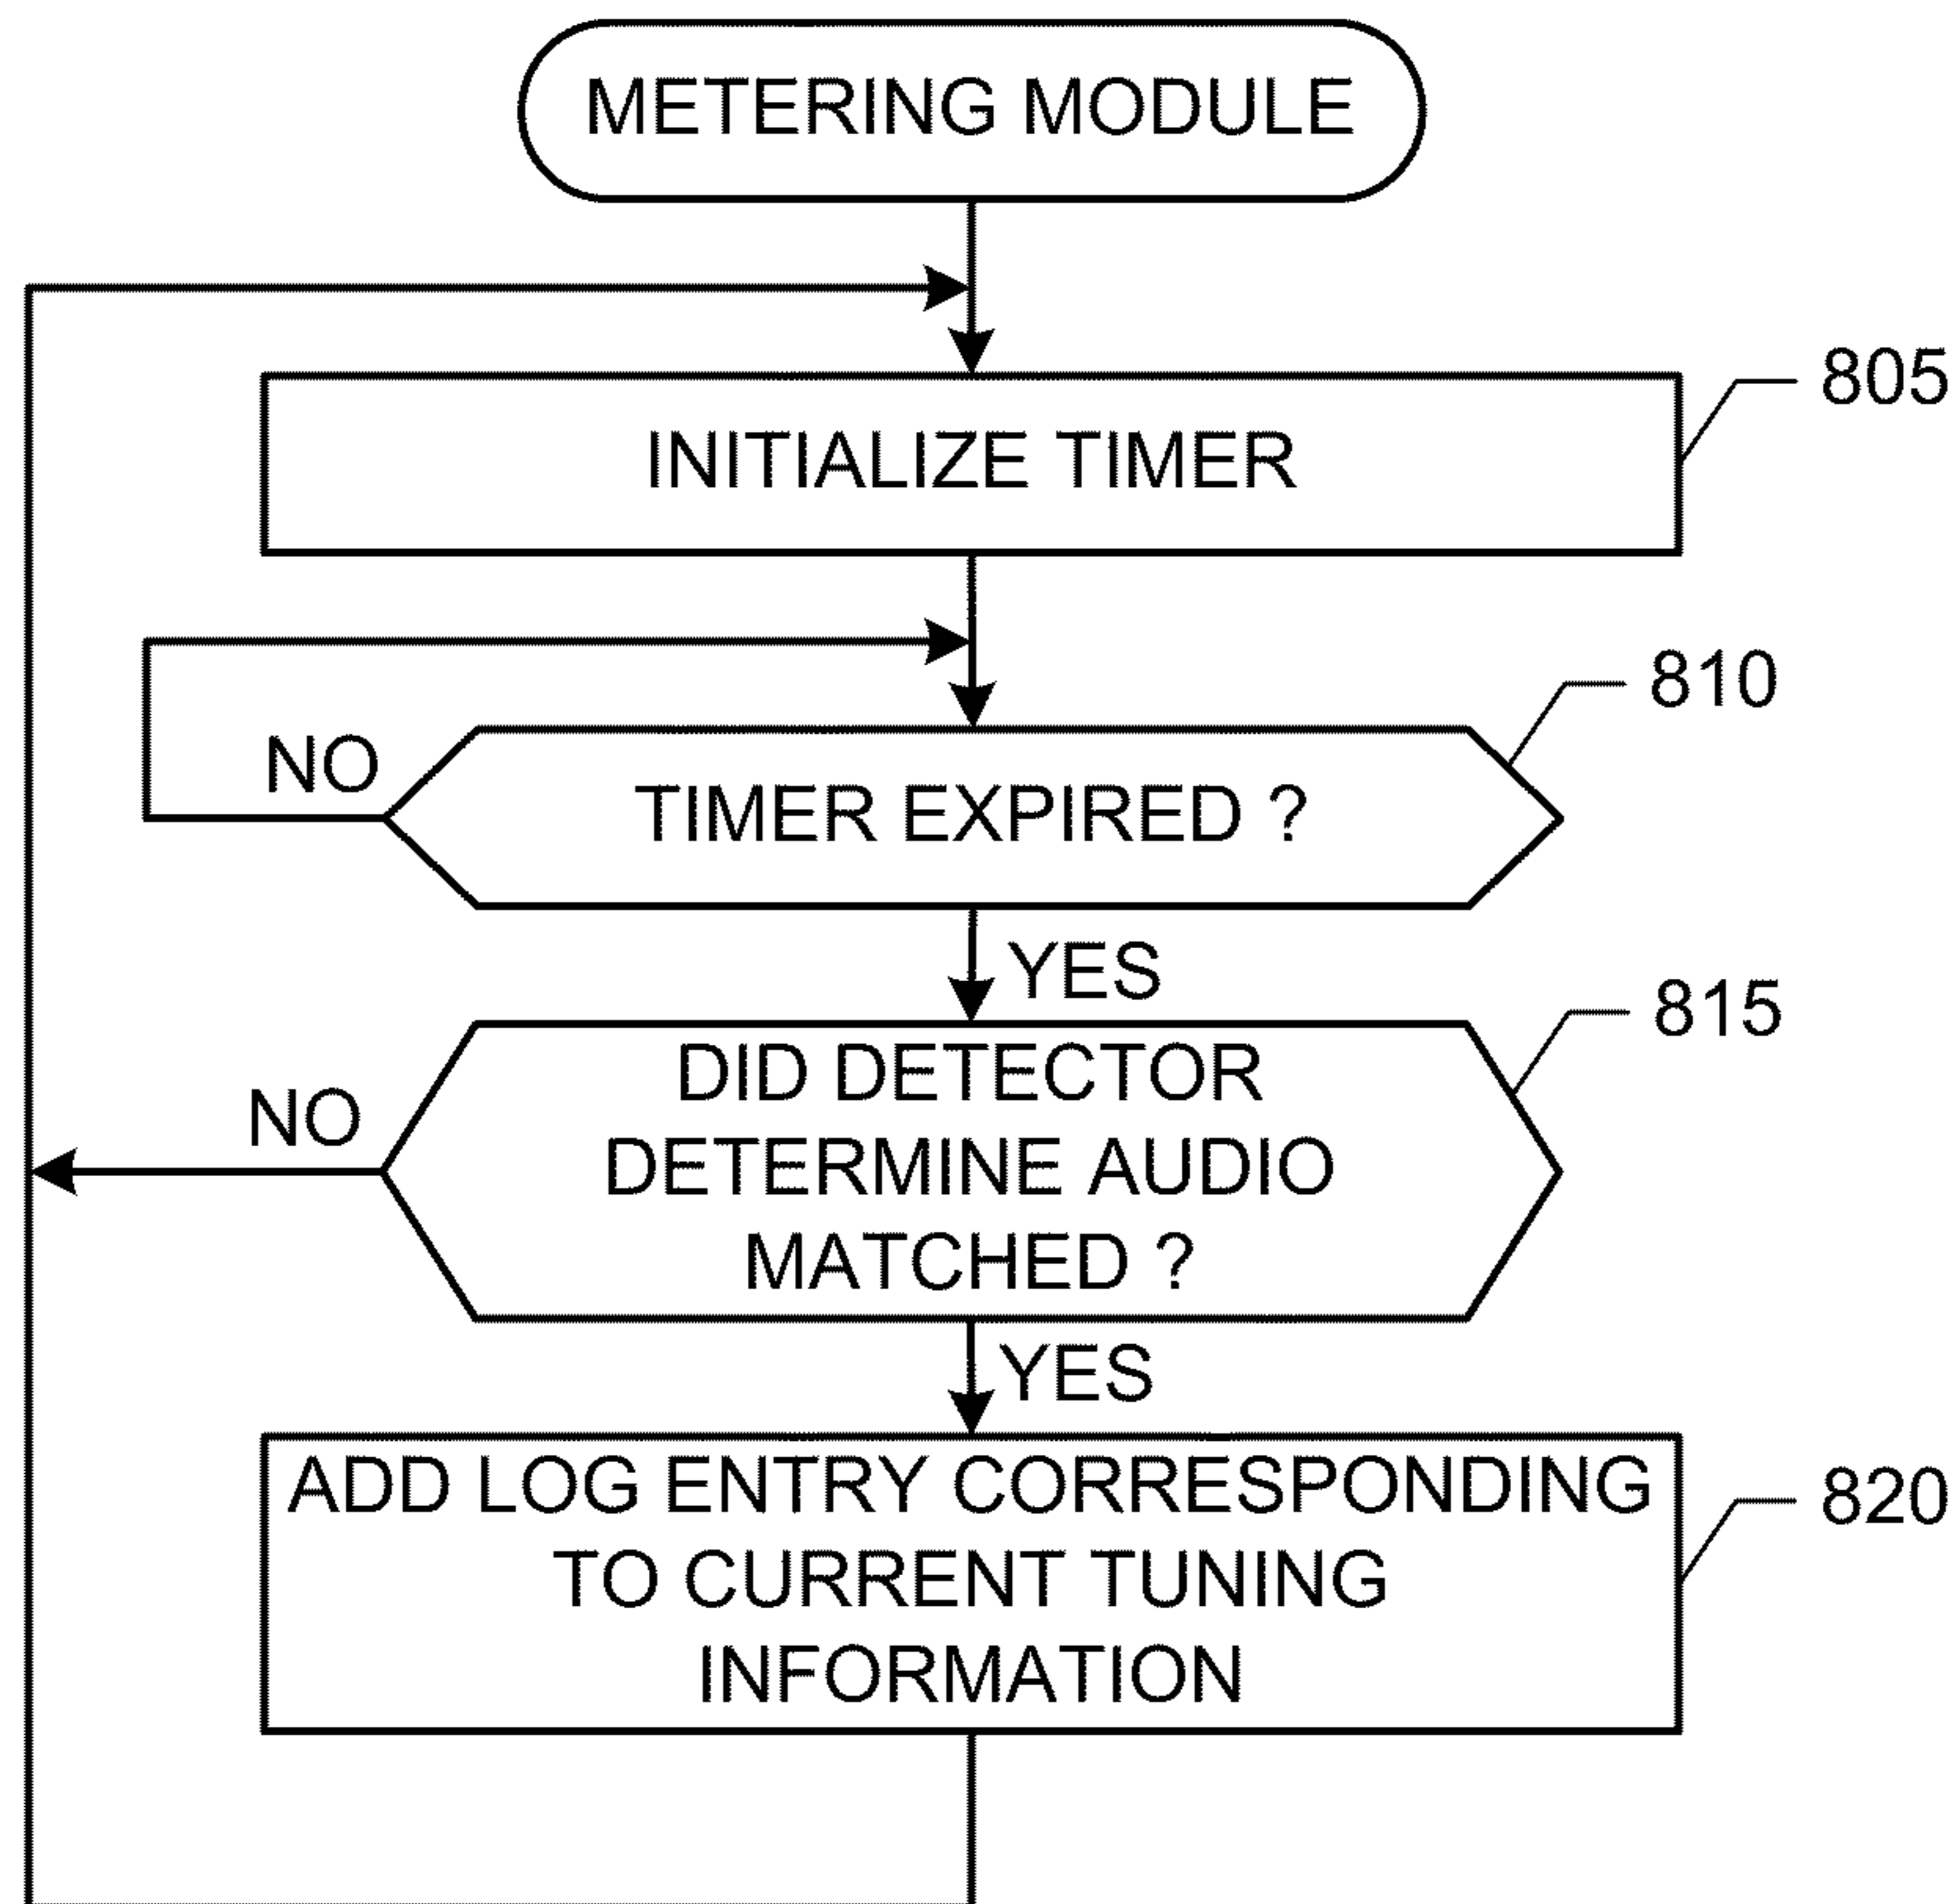 METERING MODULE
805
INITIALIZE TIMER
810
NO
TIMER EXPIRED ?
YES
815
DID DETECTOR
NO
DETERMINE AUDIO
MATCHED ?
YES
ADD LOG ENTRY CORRESPONDING
820
TO CURRENT TUNING
INFORMATION